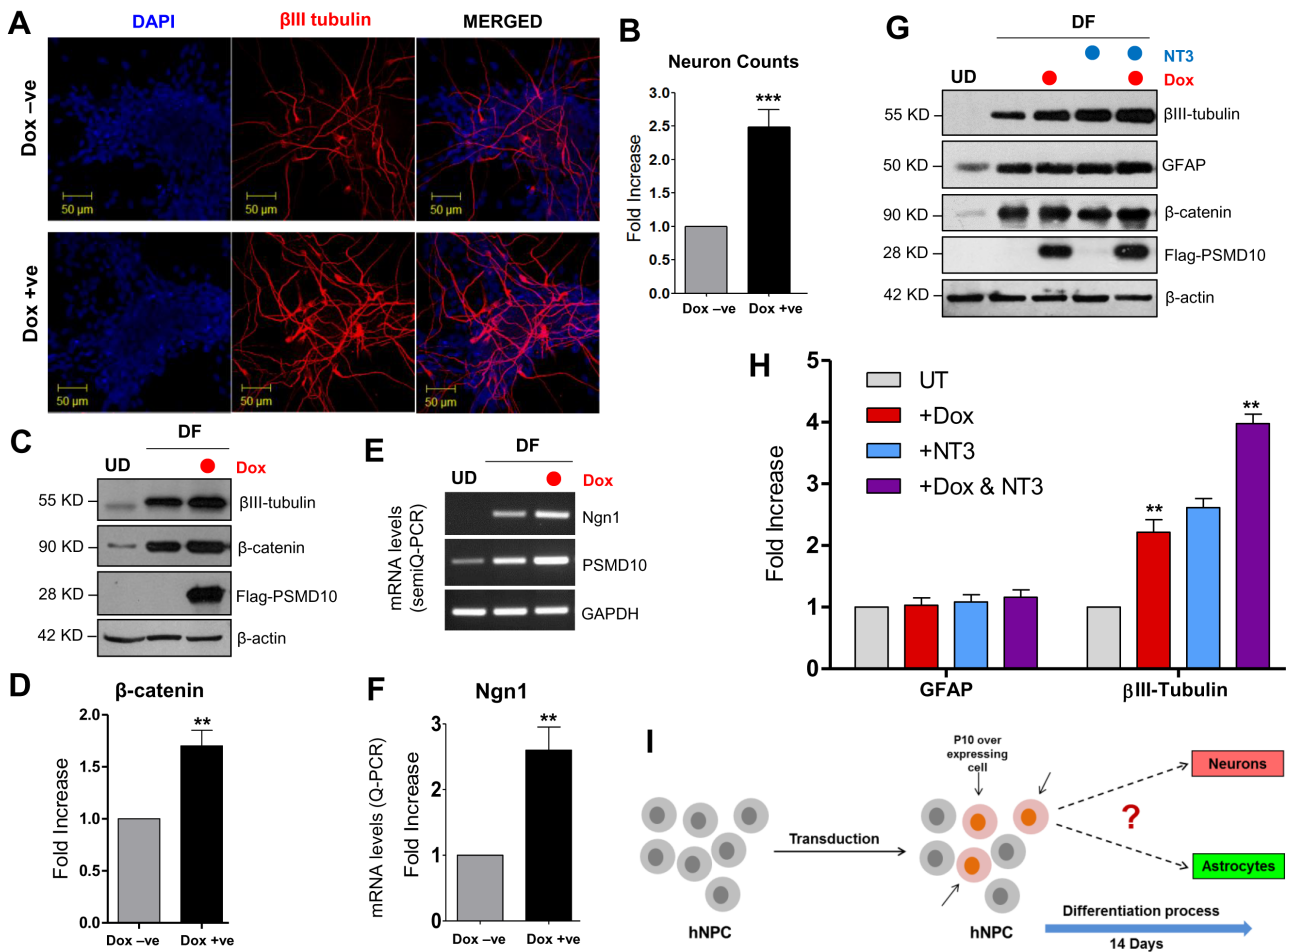 A
DAPI
βIII tubulin
MERGED
Dox –ve
50 µm
50 µm
50 µm
Dox +ve
50 µm
50 µm
50 µm
B
Neuron Counts
Fold Increase
3.0
2.5
2.0
1.5
1.0
0.5
0.0
***
Dox –ve
Dox +ve
C
DF
UD
Dox
55 KD
βIII-tubulin
90 KD
β-catenin
28 KD
Flag-PSMD10
42 KD
β-actin
D
β-catenin
Fold Increase
2.0
1.5
1.0
0.5
0.0
**
Dox –ve
Dox +ve
E
DF
UD
Dox
mRNA levels
(semiQ-PCR)
Ngn1
PSMD10
GAPDH
F
Ngn1
mRNA levels (Q-PCR)
Fold Increase
3
2
1
0
**
Dox –ve
Dox +ve
G
DF
NT3
UD
Dox
55 KD
βIII-tubulin
50 KD
GFAP
90 KD
β-catenin
28 KD
Flag-PSMD10
42 KD
β-actin
H
Fold Increase
5
4
3
2
1
0
UT
+Dox
+NT3
+Dox & NT3
**
**
GFAP
βIII-Tubulin
I
P10 over
expressing
cell
Neurons
?
Transduction
Astrocytes
hNPC
hNPC
Differentiation process
14 Days